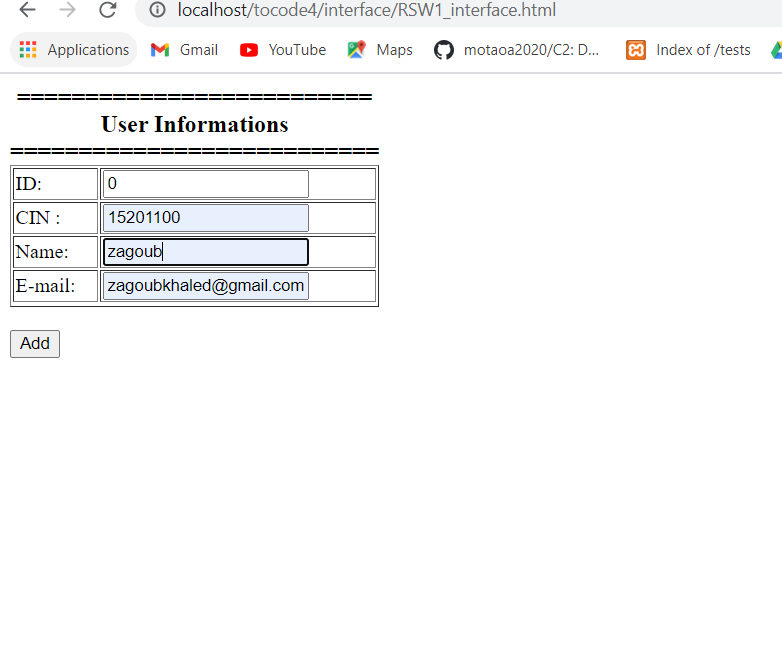 localhost/tocode4/interface/RSW1_interface.html
Applications Gmail YouTube Maps motaoa2020/C2: D... Index of /tests
==========================
User Informations
===========================
ID: 0
CIN : 15201100
Name: zagoub
E-mail: zagoubkhaled@gmail.com
Add